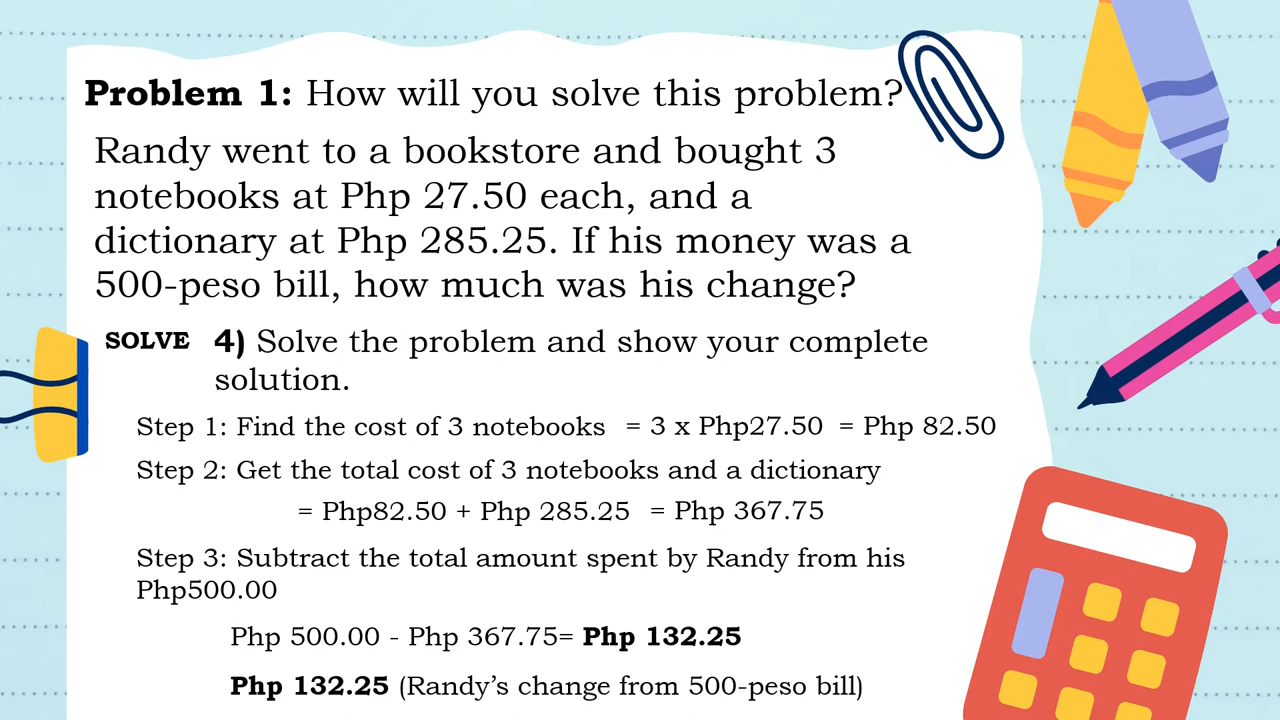 Problem 1: How will you solve this problem?
Randy went to a bookstore and bought 3
notebooks at Php 27.50 each, and a
dictionary at Php 285.25. If his money was a
500-peso bill, how much was his change?
SOLVE 4) Solve the problem and show your complete
solution.
Step 1: Find the cost of 3 notebooks = 3 x Php27.50 = Php 82.50
Step 2: Get the total cost of 3 notebooks and a dictionary
= Php82.50 + Php 285.25 = Php 367.75
Step 3: Subtract the total amount spent by Randy from his
Php500.00
Php 500.00 - Php 367.75= Php 132.25
Php 132.25 (Randy’s change from 500-peso bill)